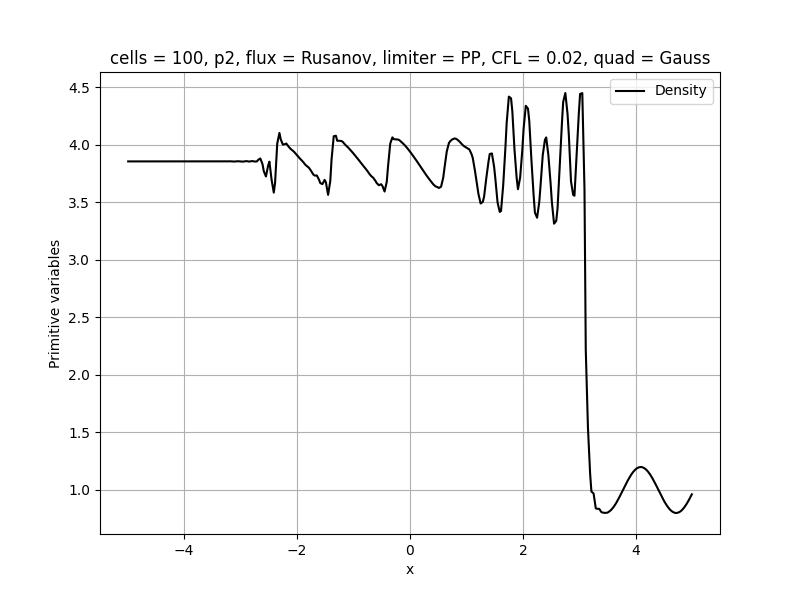 cells = 100, p2, flux = Rusanov, limiter = PP, CFL = 0.02, quad = Gauss
Density
Primitive variables
4.5
4.0
3.5
3.0
2.5
2.0
1.5
1.0
−4 −2 0 2 4
x